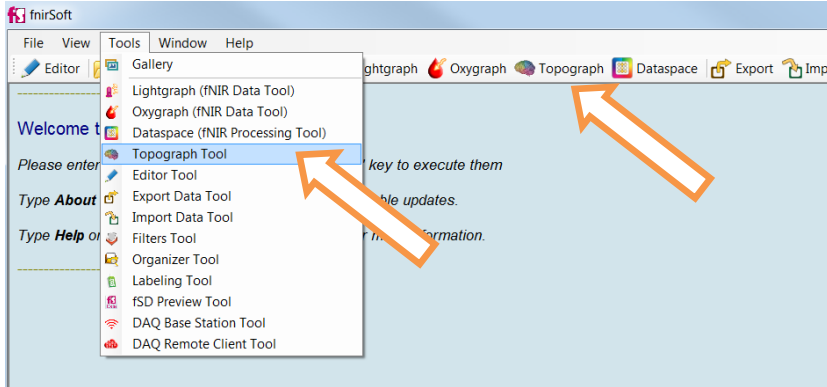 fnirSoft
File View Tools Window Help
Editor ghtgraph Oxygraph Topograph Dataspace Export Imp
Gallery
Lightgraph (fNIR Data Tool)
Oxygraph (fNIR Data Tool)
Welcome t
Dataspace (fNIR Processing Tool)
Topograph Tool
Please enter key to execute them
Editor Tool
Export Data Tool
Type About ble updates.
Import Data Tool
Type Help or r mation.
Filters Tool
Organizer Tool
Labeling Tool
fSD Preview Tool
DAQ Base Station Tool
DAQ Remote Client Tool